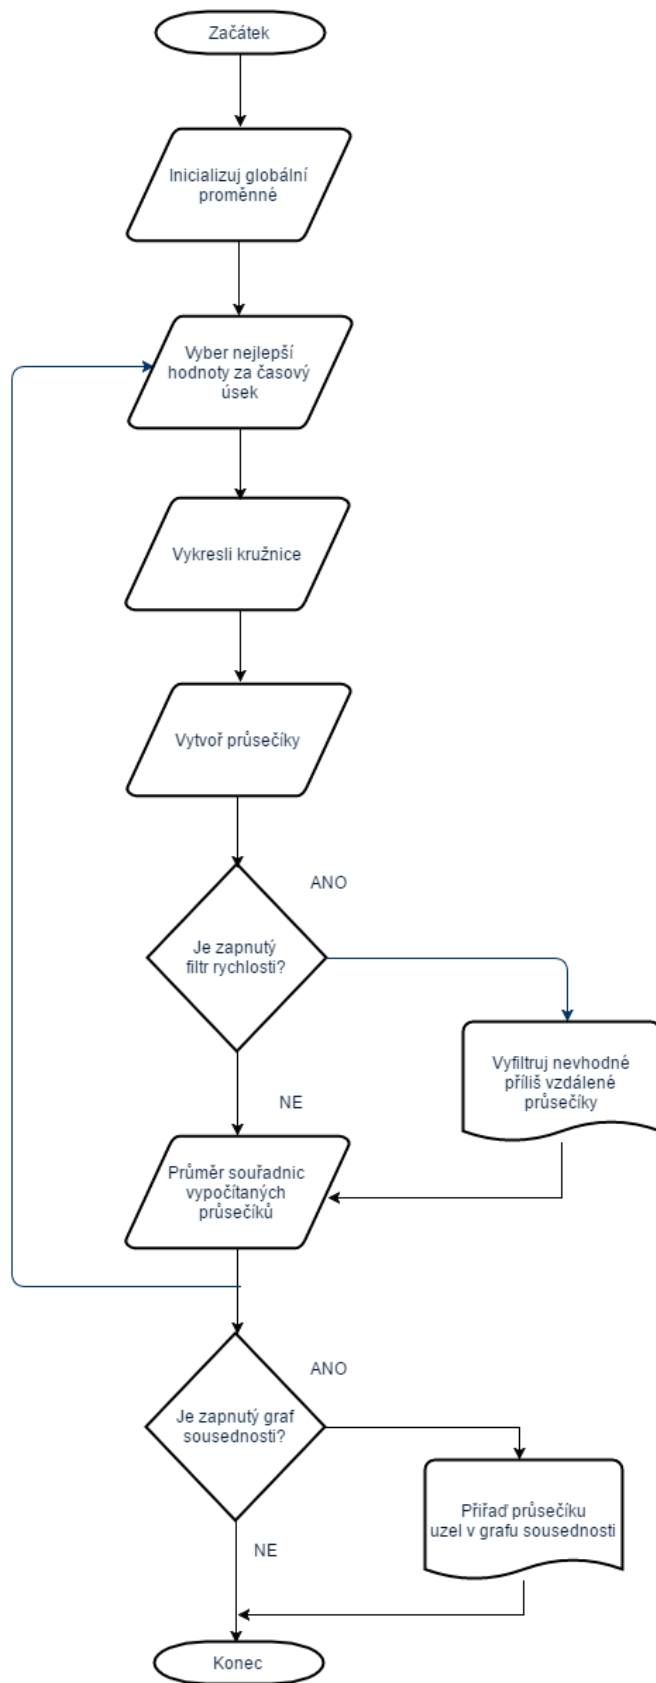 Začátek
Inicializuj globální
proměnné
Vyber nejlepší
hodnoty za časový
úsek
Vykresli kružnice
Vytvoř průsečíky
ANO
Je zapnutý
filtr rychlosti?
Vyfiltruj nevhodné
příliš vzdálené
průsečíky
NE
Průměr souřadnic
vypočítaných
průsečíků
ANO
Je zapnutý graf
sousednosti?
Přiřaď průsečíku
uzel v grafu sousednosti
NE
Konec